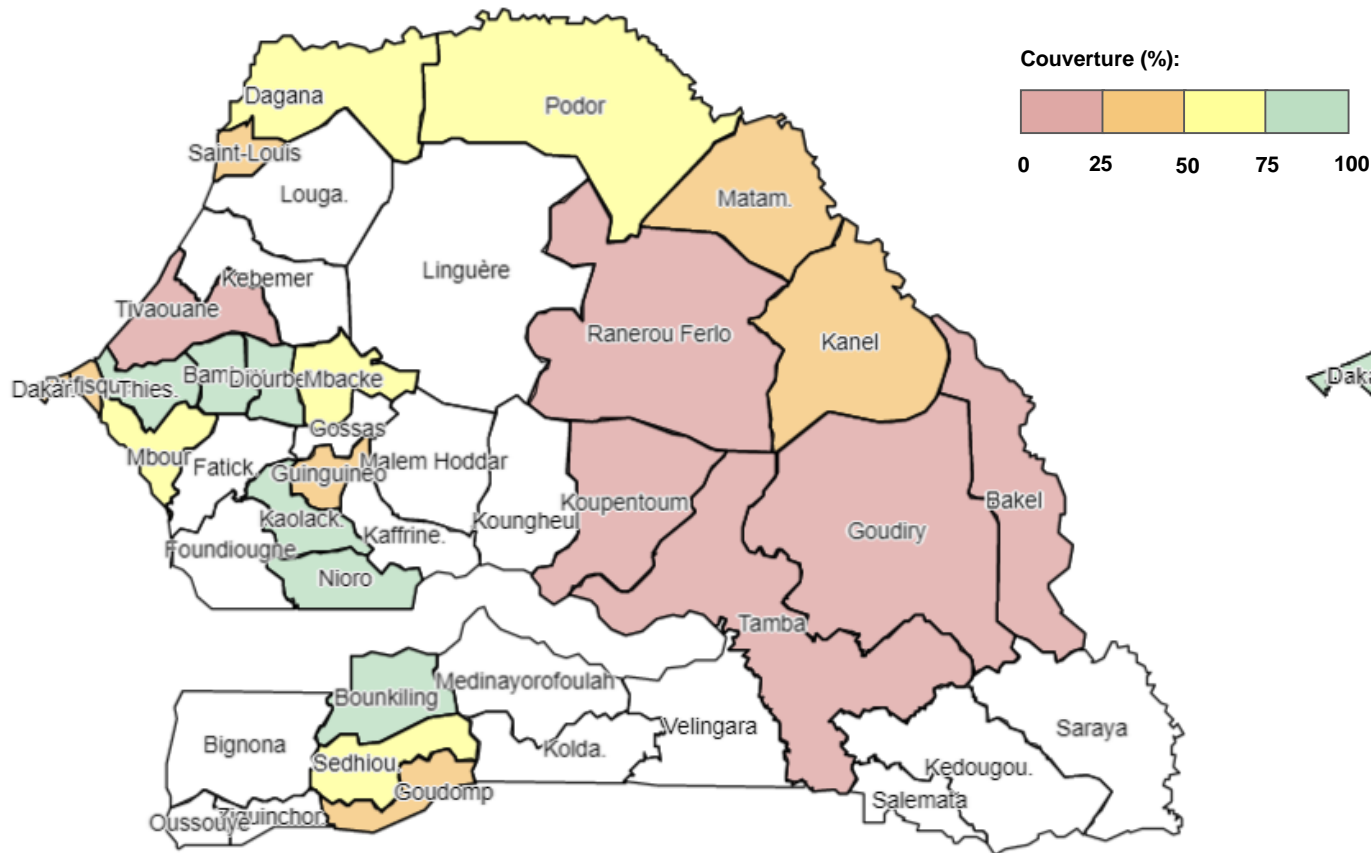 Couverture (%):
0 25 50 75 100
Dagana
Podor
Saint-Louis
Louga.
Matam.
Linguère
Kebemer
Tivaouane
Ranerou Ferlo
Kanel
Dakar.
Thies.
Mbacke
Gossas
Mbour
Fatick.
Guinguineo
Malem Hoddar
Koupentoum
Bakel
Kaolack.
Koungheul
Kaffrine.
Goudiry
Foundiougne.
Nioro
Tamba
Medinayorofoulah
Bounkiling
Velingara
Saraya
Bignona
Sedhiou.
Kolda.
Kedougou.
Goudomp
Salemata
Oussouye